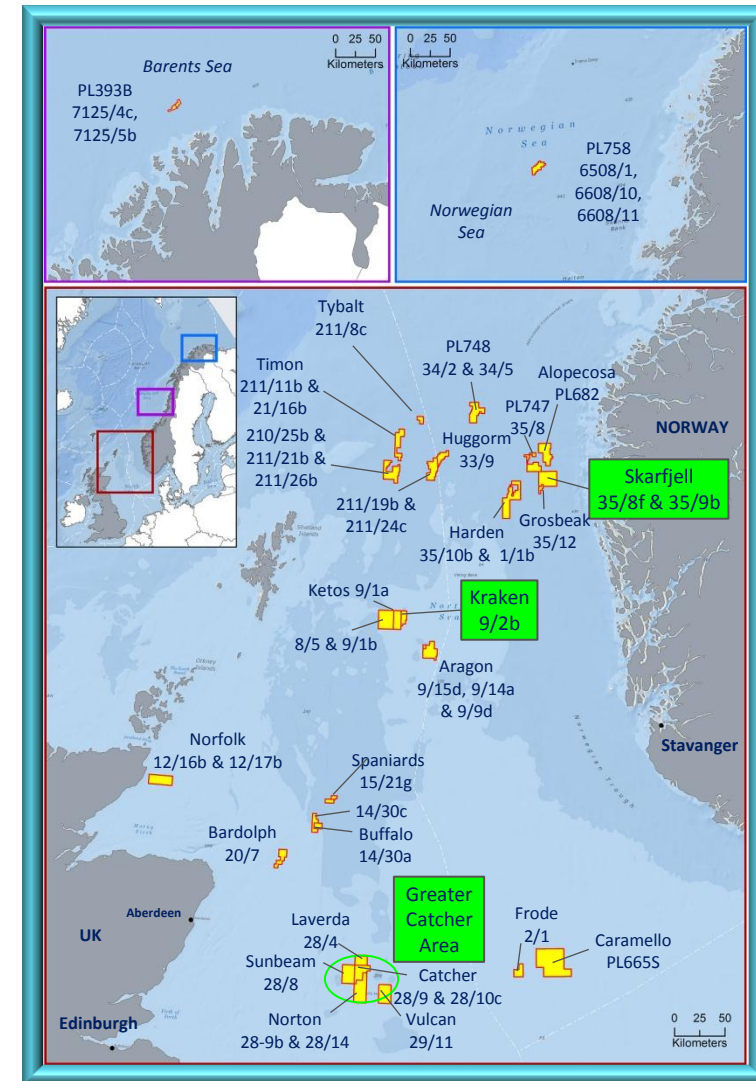 0 25 50
Kilometers
Barents Sea
PL393B
7125/4c,
7125/5b
0 25 50
Kilometers
Norwegian
Sea
PL758
6508/1,
6608/10,
6608/11
Norwegian
Sea
Tybalt
211/8c
Timon
211/11b &
21/16b
PL748
34/2 & 34/5
Alopecosa
PL682
PL747
35/8
NORWAY
210/25b &
211/21b &
211/26b
Huggorm
33/9
Skarfjell
35/8f & 35/9b
211/19b &
211/24c
Grosbeak
35/12
Harden
35/10b & 1/1b
Shetland
Islands
Ketos 9/1a
Kraken
9/2b
8/5 & 9/1b
Aragon
9/15d, 9/14a
& 9/9d
Orkney
Islands
Norwegian Trough
Stavanger
Norfolk
12/16b & 12/17b
Spaniards
15/21g
14/30c
Buffalo
14/30a
Bardolph
20/7
Aberdeen
UK
Greater
Catcher
Area
Laverda
28/4
Frode
2/1
Caramello
PL665S
Sunbeam
28/8
Catcher
28/9 & 28/10c
Norton
28-9b & 28/14
Vulcan
29/11
Edinburgh
0 25 50
Kilometers